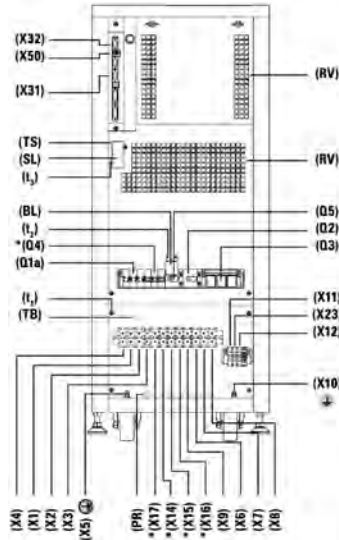 (X32)
(X50)
(X31)
(RV)
(TS)
(SL)
(t3)
(RV)
(BL)
(t2)
*(Q4)
(Q1a)
(Q5)
(Q2)
(Q3)
(t1)
(TB)
(X11)
(X23)
(X12)
(X10)
(X4)
(X1)
(X2)
(X3)
(X5)
(PR)
*(X17)
*(X14)
*(X15)
*(X16)
(X9)
(X6)
(X7)
(X8)